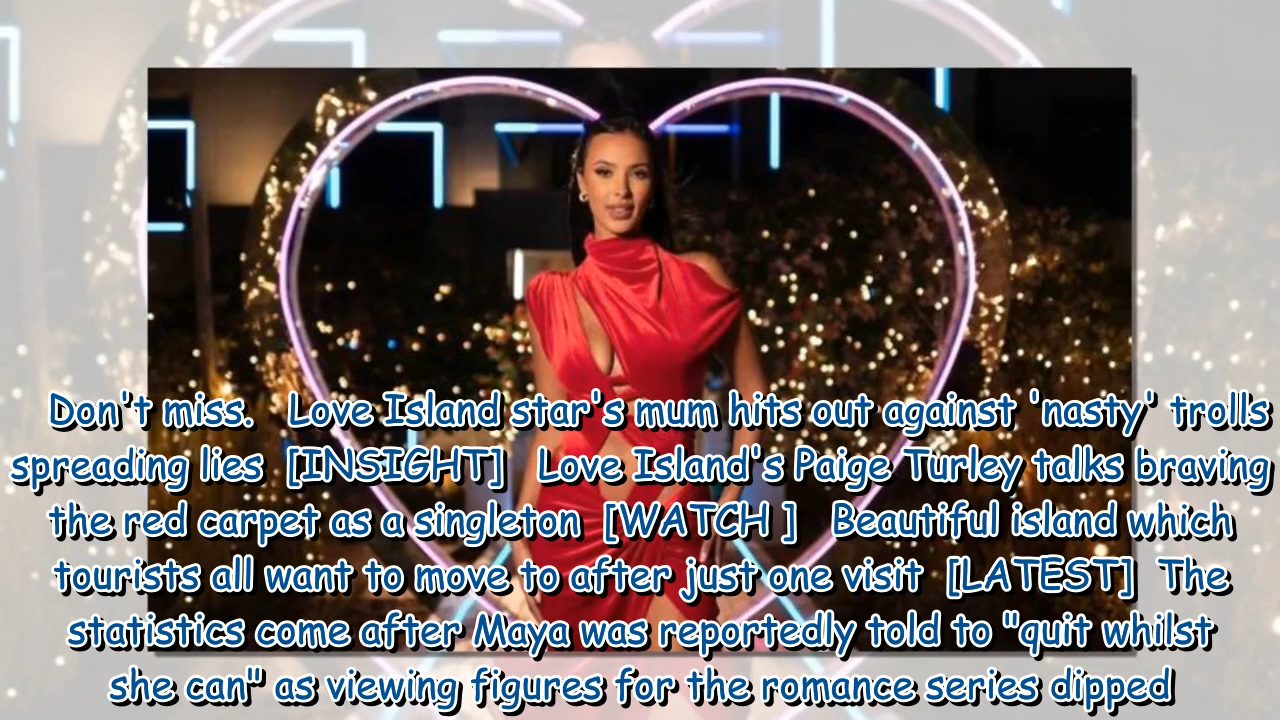 Don't miss.   Love Island star's mum hits out against 'nasty' trolls
spreading lies  [INSIGHT]   Love Island's Paige Turley talks braving
the red carpet as a singleton  [WATCH ]   Beautiful island which
tourists all want to move to after just one visit  [LATEST]  The
statistics come after Maya was reportedly told to "quit whilst
she can" as viewing figures for the romance series dipped